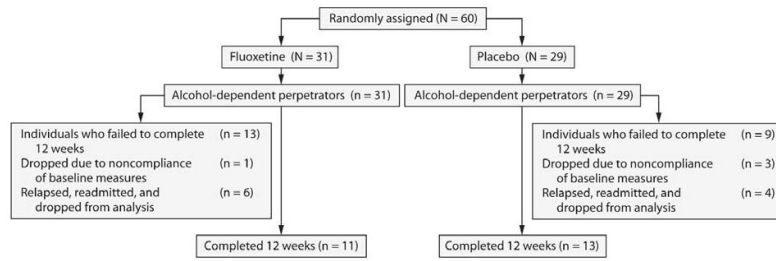 Randomly assigned (N = 60)
Fluoxetine (N = 31)
Placebo (N = 29)
Alcohol-dependent perpetrators (n = 31)
Alcohol-dependent perpetrators (n = 29)
Individuals who failed to complete (n = 13)
12 weeks
Dropped due to noncompliance (n = 1)
of baseline measures
Relapsed, readmitted, and (n = 6)
dropped from analysis
Individuals who failed to complete (n = 9)
12 weeks
Dropped due to noncompliance (n = 3)
of baseline measures
Relapsed, readmitted, and (n = 4)
dropped from analysis
Completed 12 weeks (n = 11)
Completed 12 weeks (n = 13)